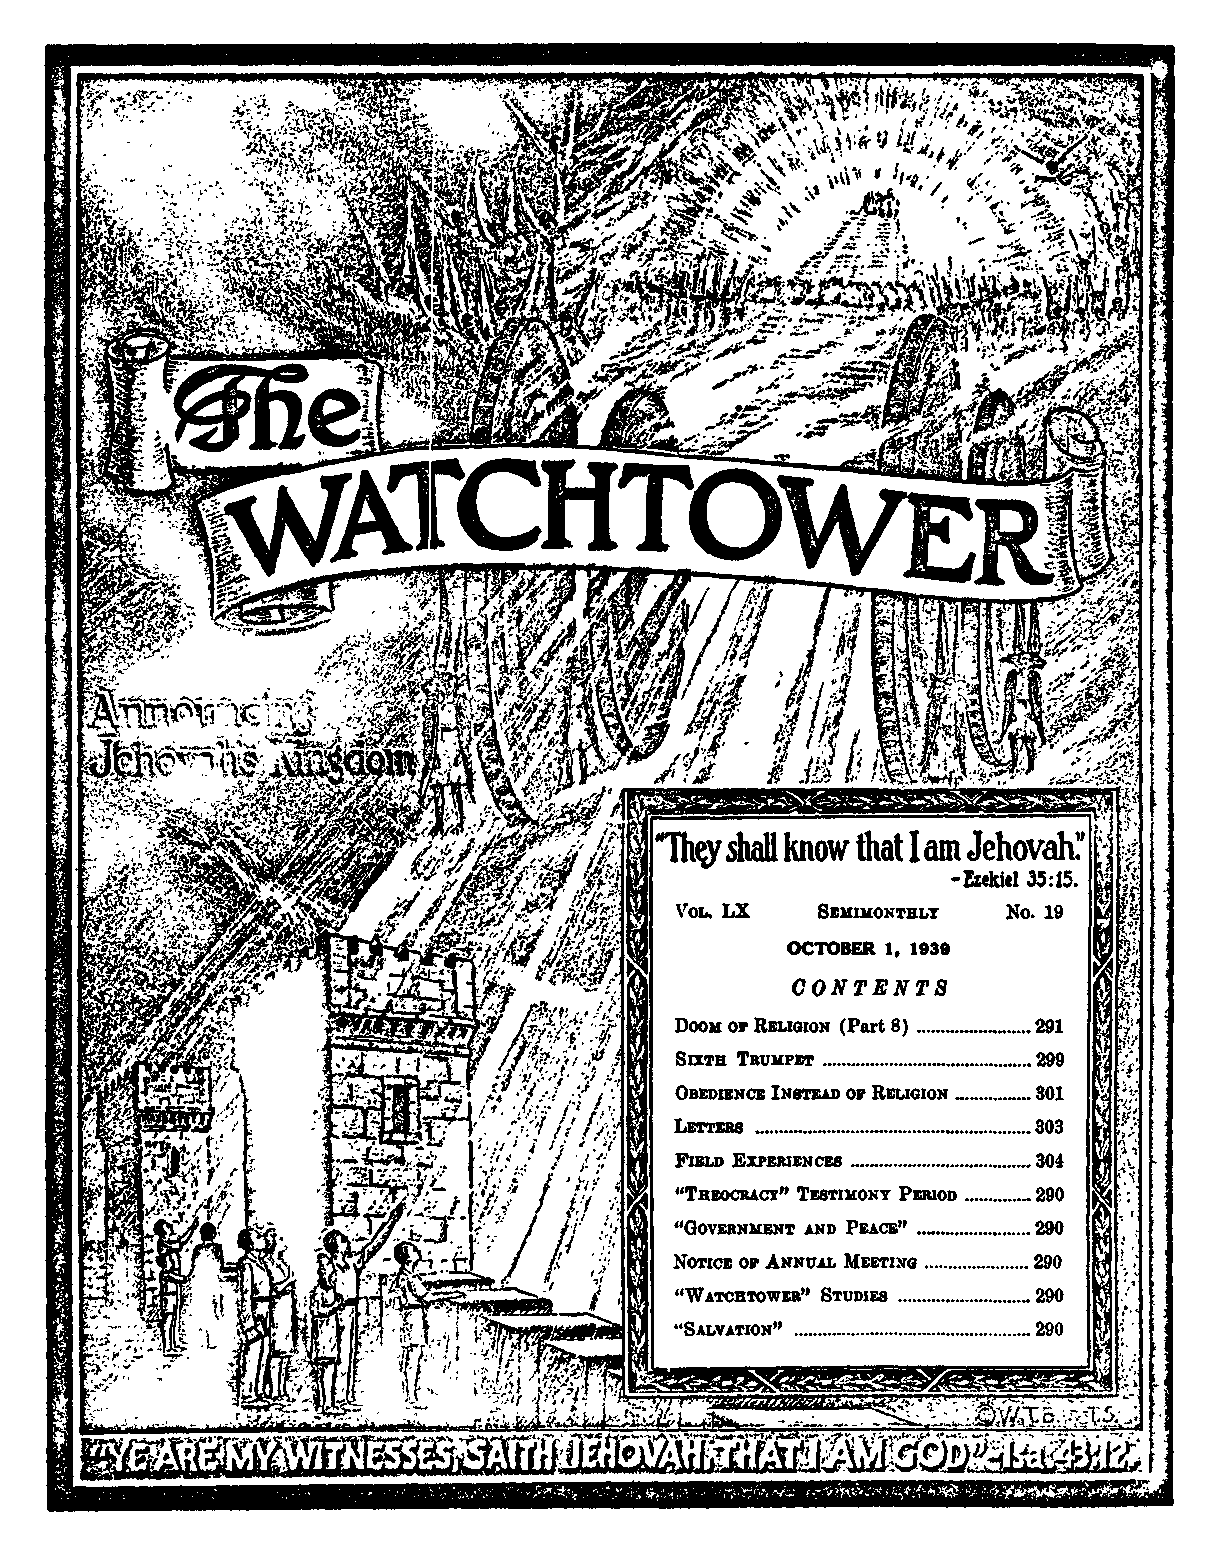 The
WATCHTOWER
Announcing
Jehovah's Kingdom
"They shall know that I am Jehovah."
-Ezekiel 35:15.
VOL. LX SEMIMONTHLY No. 19
OCTOBER 1, 1939
CONTENTS
DOOM OF RELIGION (Part 8) ........................ 291
SIXTH TRUMPET ........................ 299
OBEDIENCE INSTEAD OF RELIGION ................ 301
LETTERS ........................ 303
FIELD EXPERIENCES ........................ 304
"THEOCRACY" TESTIMONY PERIOD .............. 290
"GOVERNMENT AND PEACE" ........................ 290
NOTICE OF ANNUAL MEETING ...................... 290
"WATCHTOWER" STUDIES ............................ 290
"SALVATION" ........................ 290
©W.T.B.&T.S.
"YE ARE MY WITNESSES, SAITH JEHOVAH, THAT I AM GOD."-Isa.43:12.